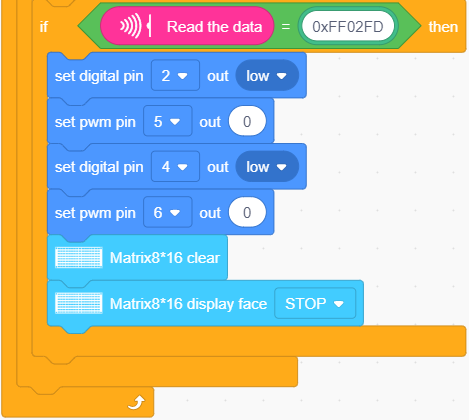 if Read the data = 0xFF02FD then
set digital pin 2 out low
set pwm pin 5 out 0
set digital pin 4 out low
set pwm pin 6 out 0
Matrix8*16 clear
Matrix8*16 display face STOP